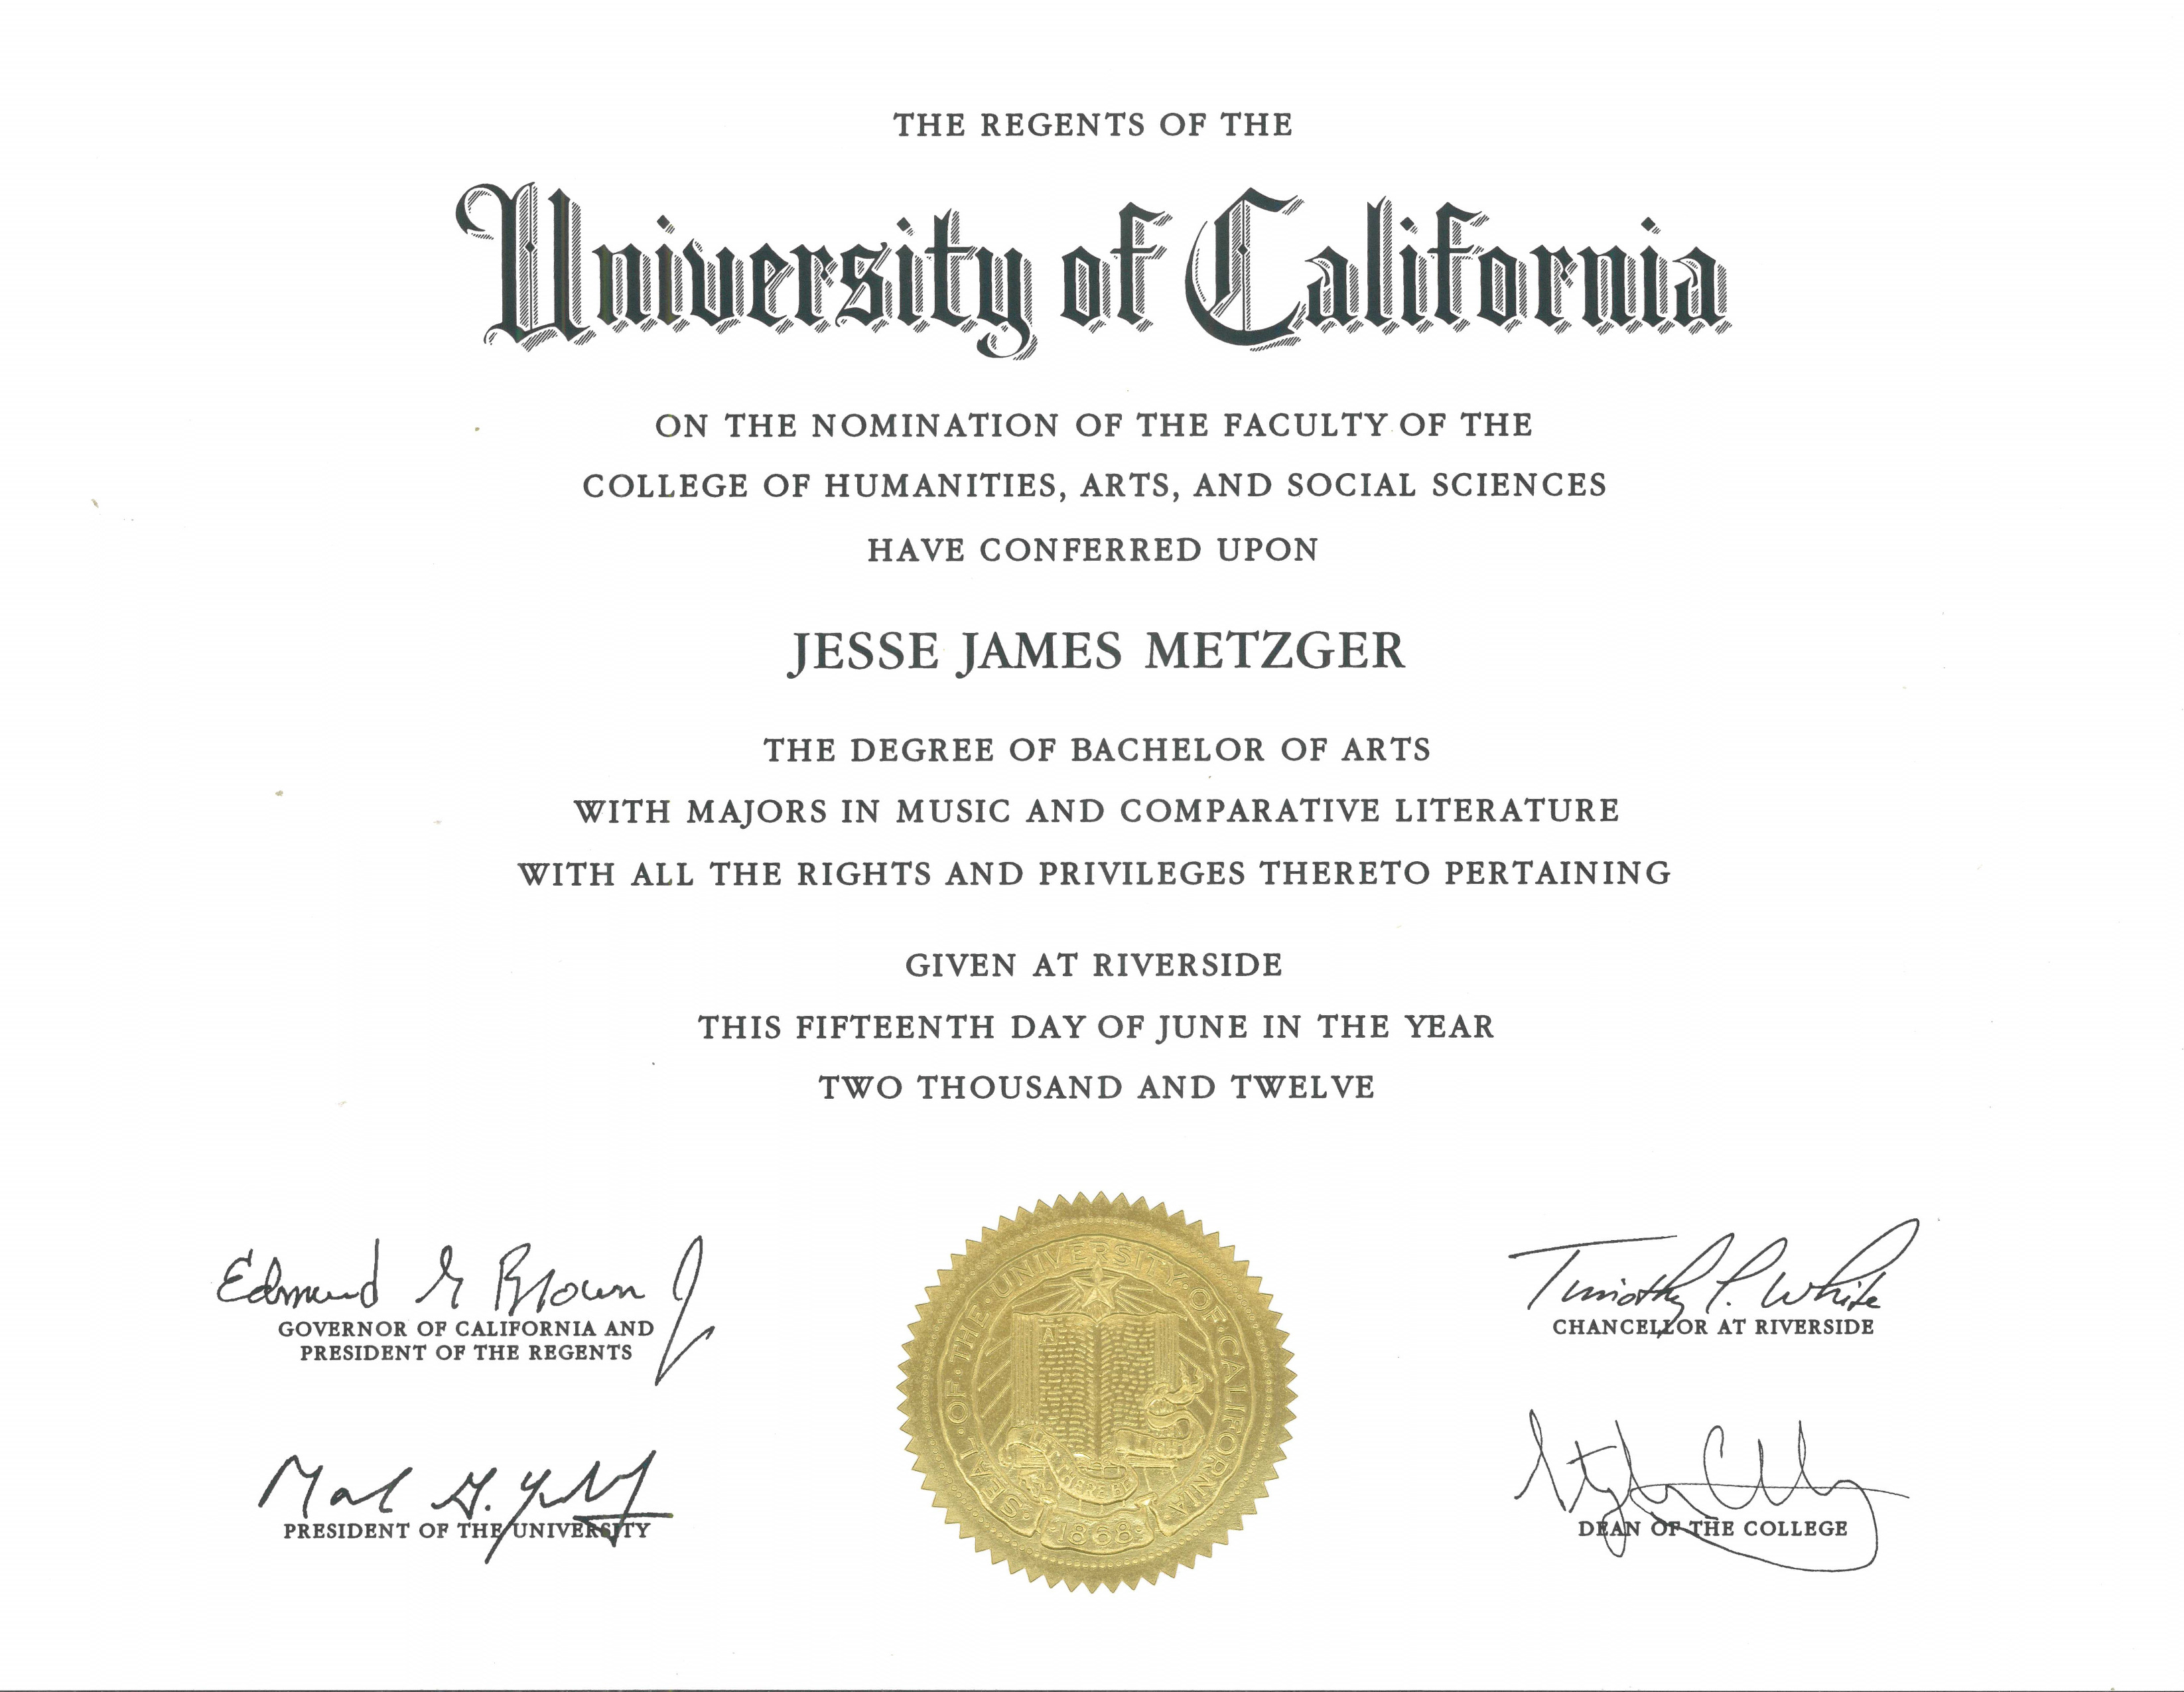 THE REGENTS OF THE
University of California
ON THE NOMINATION OF THE FACULTY OF THE
COLLEGE OF HUMANITIES, ARTS, AND SOCIAL SCIENCES
HAVE CONFERRED UPON
JESSE JAMES METZGER
THE DEGREE OF BACHELOR OF ARTS
WITH MAJORS IN MUSIC AND COMPARATIVE LITERATURE
WITH ALL THE RIGHTS AND PRIVILEGES THERETO PERTAINING
GIVEN AT RIVERSIDE
THIS FIFTEENTH DAY OF JUNE IN THE YEAR
TWO THOUSAND AND TWELVE
Edmund G Brown J
GOVERNOR OF CALIFORNIA AND
PRESIDENT OF THE REGENTS
PRESIDENT OF THE UNIVERSITY
SEAL·OF·THE·UNIVERSITY·OF·CALIFORNIA
A
LET THERE BE LIGHT
·1868·
Timothy P. White
CHANCELLOR AT RIVERSIDE
DEAN OF THE COLLEGE